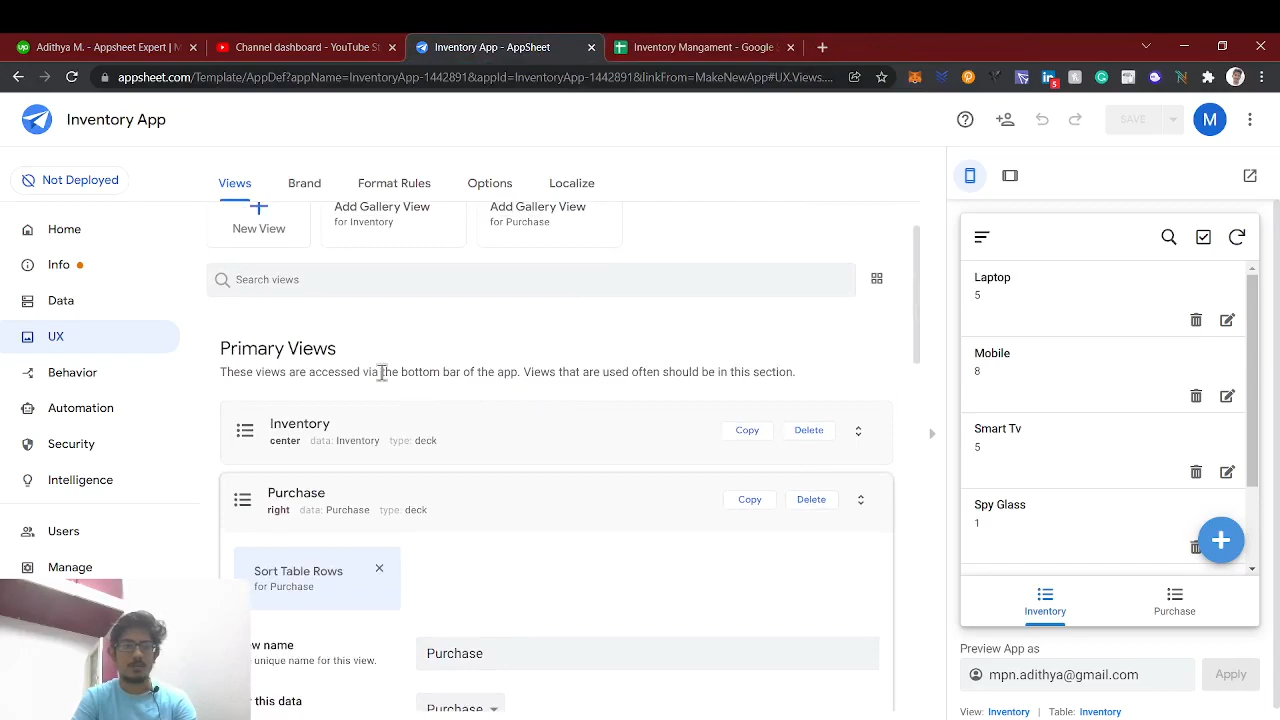 Adithya M. - Appsheet Expert | M
Channel dashboard - YouTube St
Inventory App - AppSheet
Inventory Mangament - Google
appsheet.com/Template/AppDef?appName=InventoryApp-1442891&appId=InventoryApp-1442891&linkFrom=MakeNewApp#UX.Views....
5
Inventory App
SAVE
M
Not Deployed
Views
Brand
Format Rules
Options
Localize
Home
Info
Data
UX
Behavior
Automation
Security
Intelligence
Users
Manage
New View
Add Gallery View
for Inventory
Add Gallery View
for Purchase
Search views
Primary Views
These views are accessed via the bottom bar of the app. Views that are used often should be in this section.
Inventory
center data: Inventory type: deck
Copy
Delete
Purchase
right data: Purchase type: deck
Copy
Delete
Sort Table Rows
for Purchase
w name
unique name for this view.
Purchase
this data
Purchase
Laptop
5
Mobile
8
Smart Tv
5
Spy Glass
1
Inventory
Purchase
Preview App as
mpn.adithya@gmail.com
Apply
View: Inventory | Table: Inventory